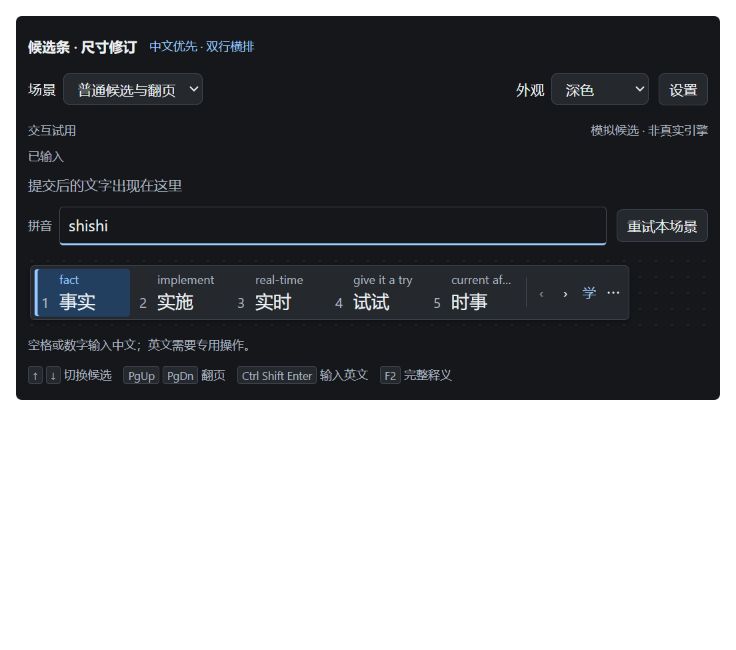 候选条 · 尺寸修订 中文优先 · 双行横排
场景 普通候选与翻页 外观 深色 设置
交互试用 模拟候选 · 非真实引擎
已输入
提交后的文字出现在这里
拼音 shishi 重试本场景
fact implement real-time give it a try current af...
1 事实 2 实施 3 实时 4 试试 5 时事 ‹ › 学 ···
空格或数字输入中文；英文需要专用操作。
↑ ↓ 切换候选 PgUp PgDn 翻页 Ctrl Shift Enter 输入英文 F2 完整释义